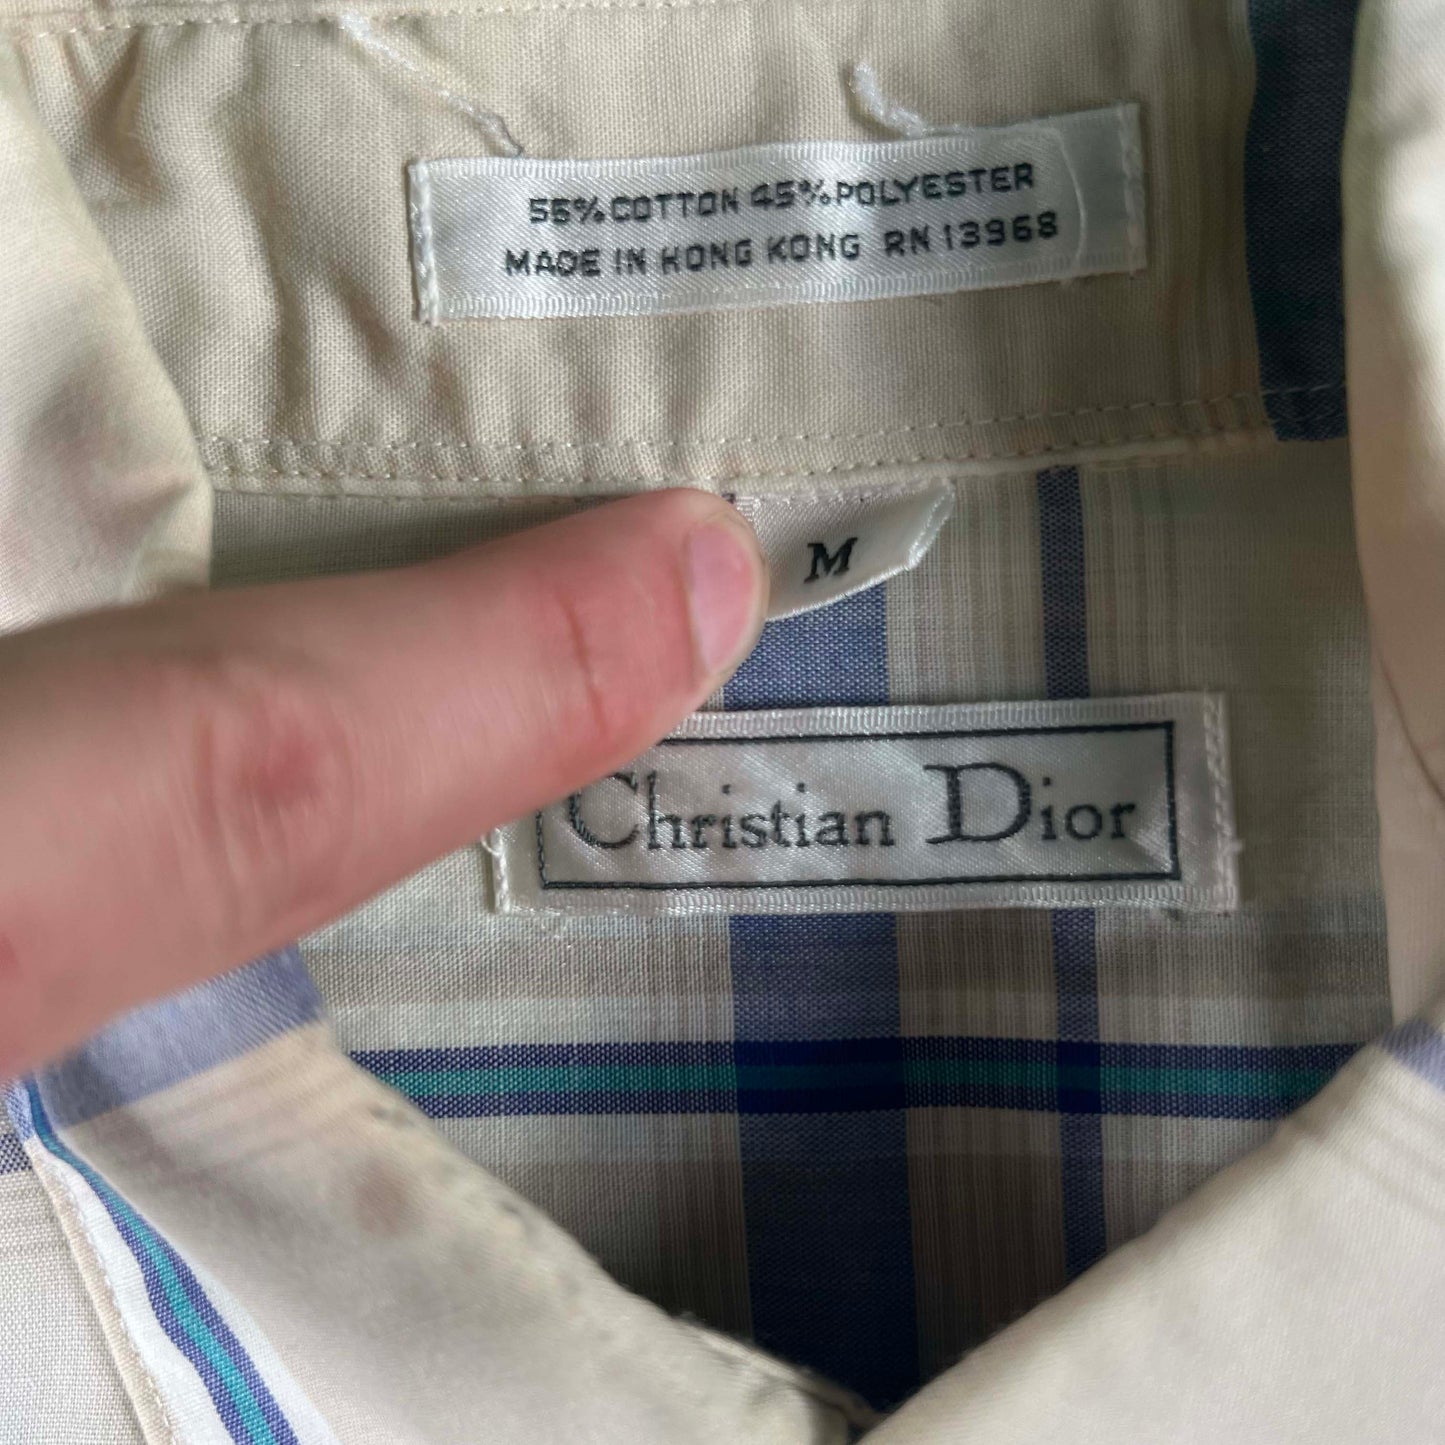 55% COTTON 45% POLYESTER
MADE IN HONG KONG RN 13968
M
Christian Dior